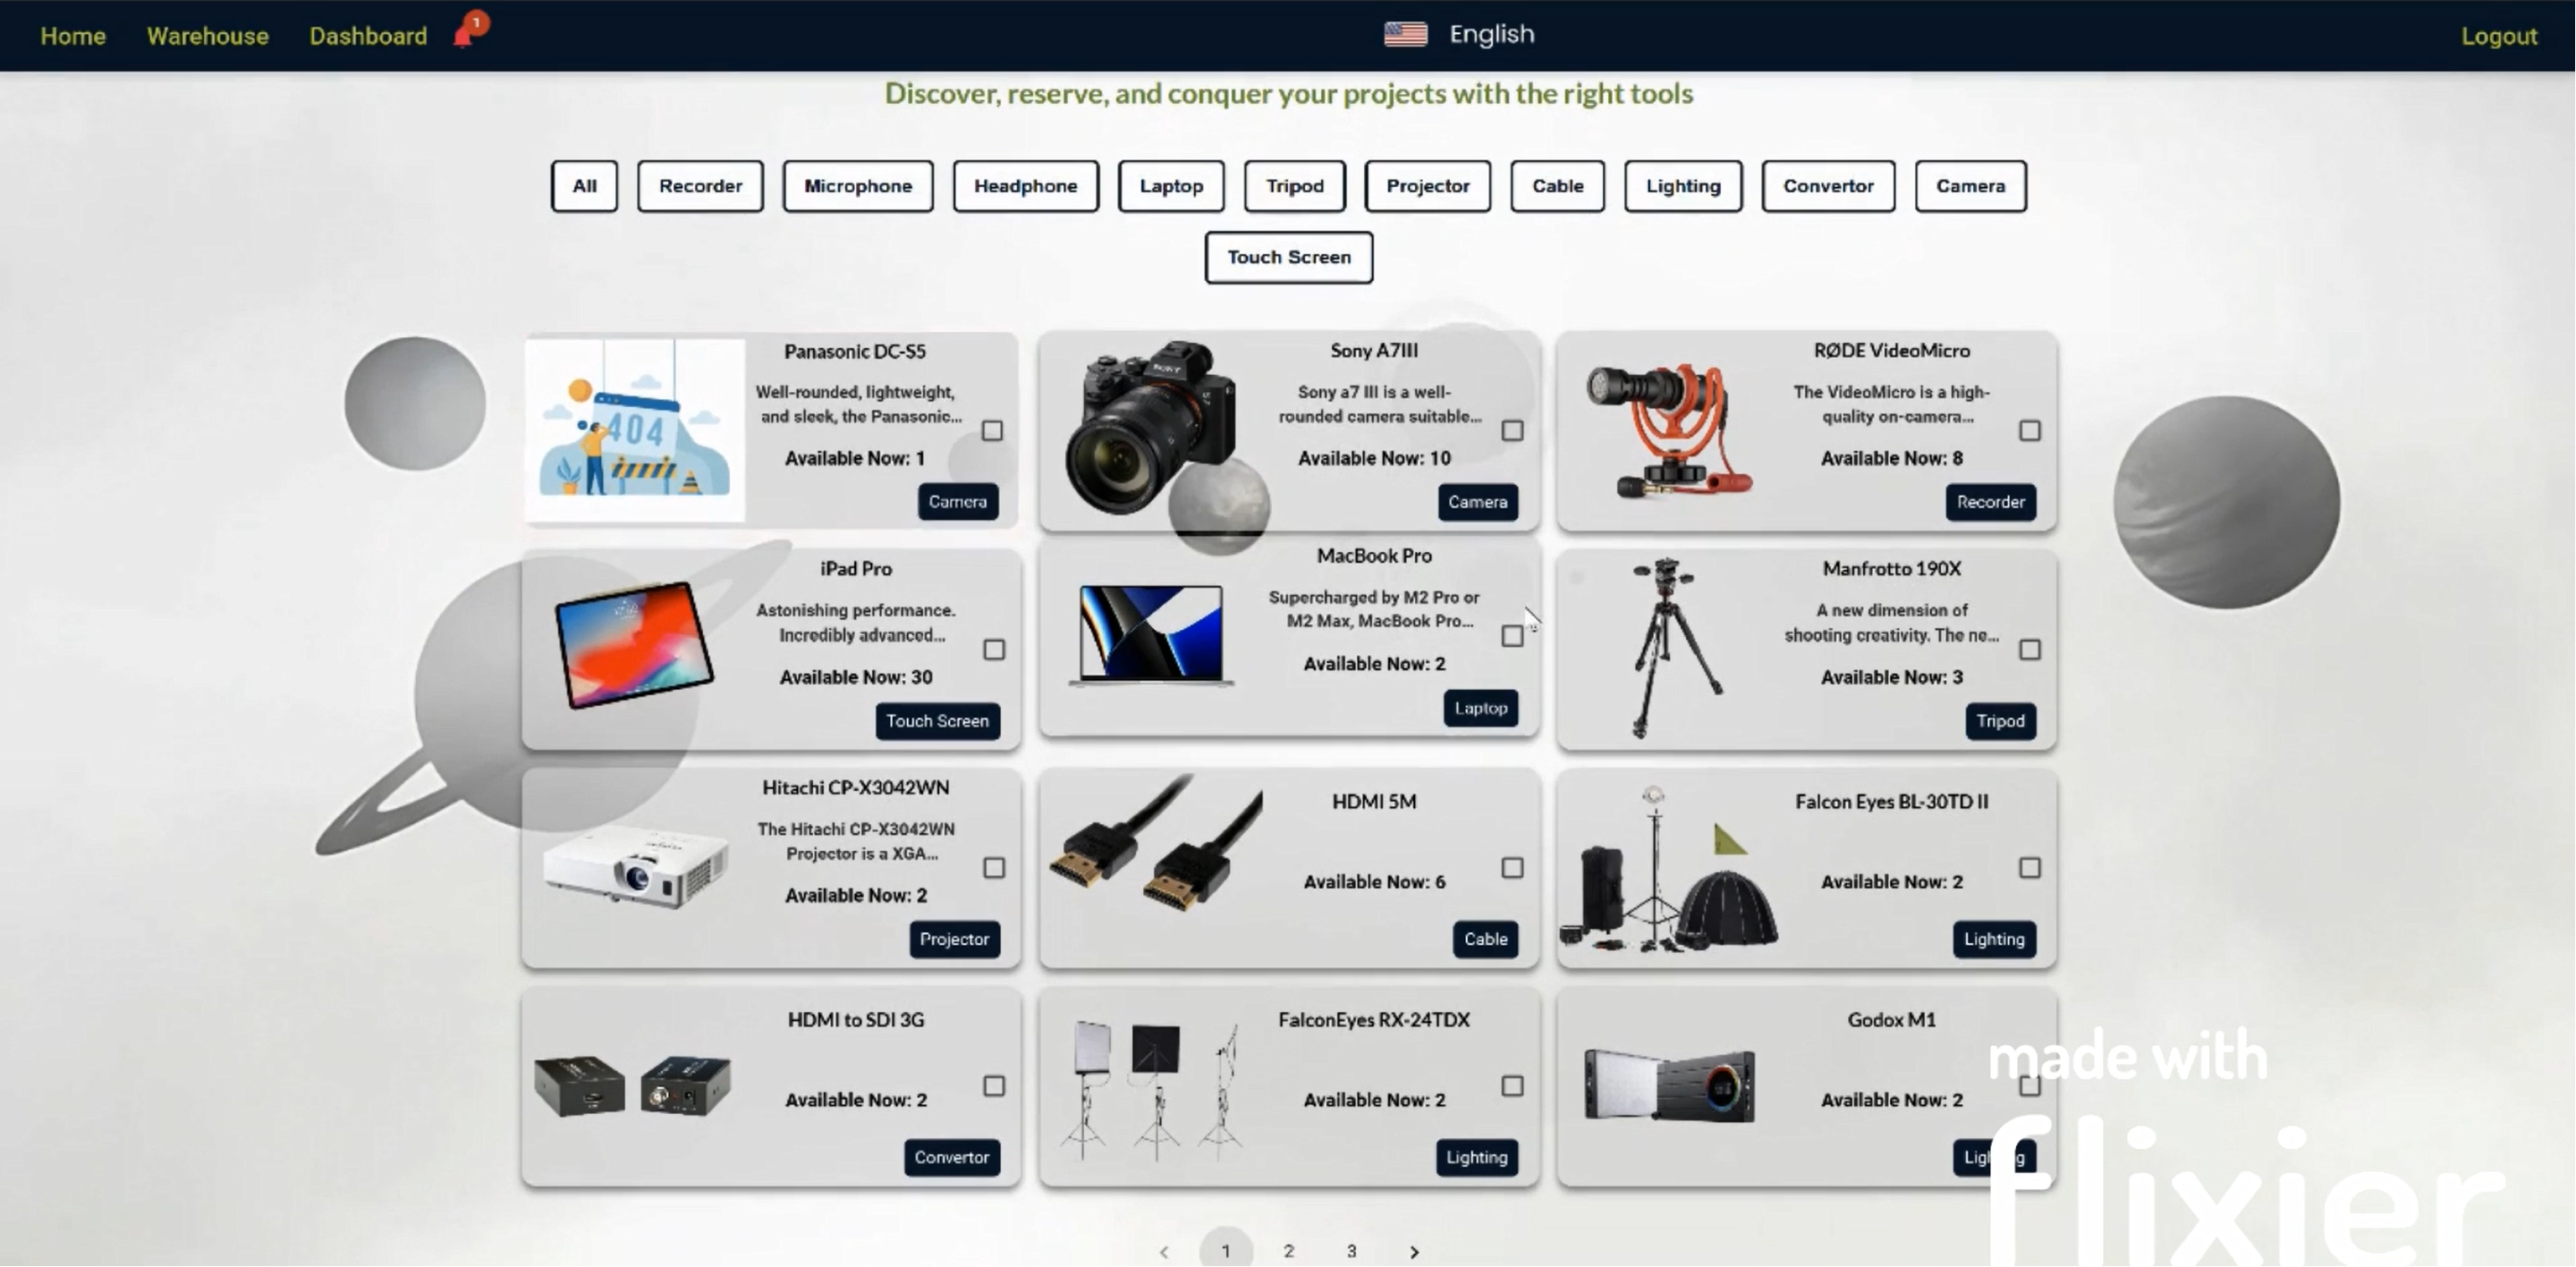 Home Warehouse Dashboard 1 English Logout
Discover, reserve, and conquer your projects with the right tools
All Recorder Microphone Headphone Laptop Tripod Projector Cable Lighting Convertor Camera
Touch Screen
Panasonic DC-S5
Well-rounded, lightweight,
and sleek, the Panasonic...
Available Now: 1
Camera
404
Sony A7III
Sony a7 III is a well-
rounded camera suitable...
Available Now: 10
Camera
SONY
RØDE VideoMicro
The VideoMicro is a high-
quality on-camera...
Available Now: 8
Recorder
iPad Pro
Astonishing performance.
Incredibly advanced...
Available Now: 30
Touch Screen
MacBook Pro
Supercharged by M2 Pro or
M2 Max, MacBook Pro...
Available Now: 2
Laptop
Manfrotto 190X
A new dimension of
shooting creativity. The ne...
Available Now: 3
Tripod
Hitachi CP-X3042WN
The Hitachi CP-X3042WN
Projector is a XGA...
Available Now: 2
Projector
HDMI 5M
Available Now: 6
Cable
Falcon Eyes BL-30TD II
Available Now: 2
Lighting
HDMI to SDI 3G
Available Now: 2
Convertor
FalconEyes RX-24TDX
Available Now: 2
Lighting
Godox M1
Available Now: 2
Lighting
made with
flixier
< 1 2 3 >